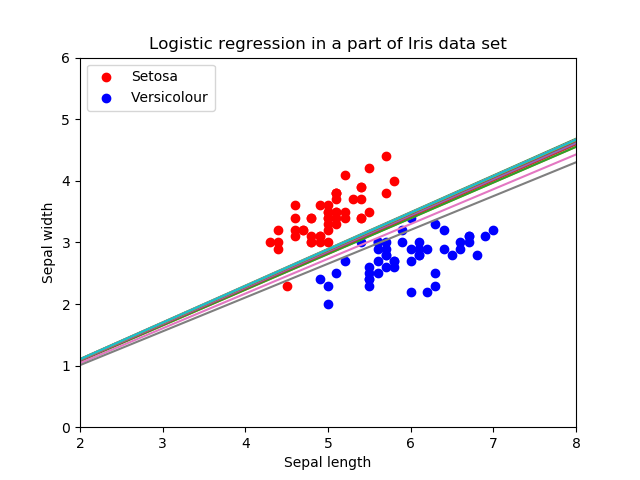 Logistic regression in a part of Iris data set
Setosa
Versicolour
Sepal width
6
5
4
3
2
1
0
2 3 4 5 6 7 8
Sepal length